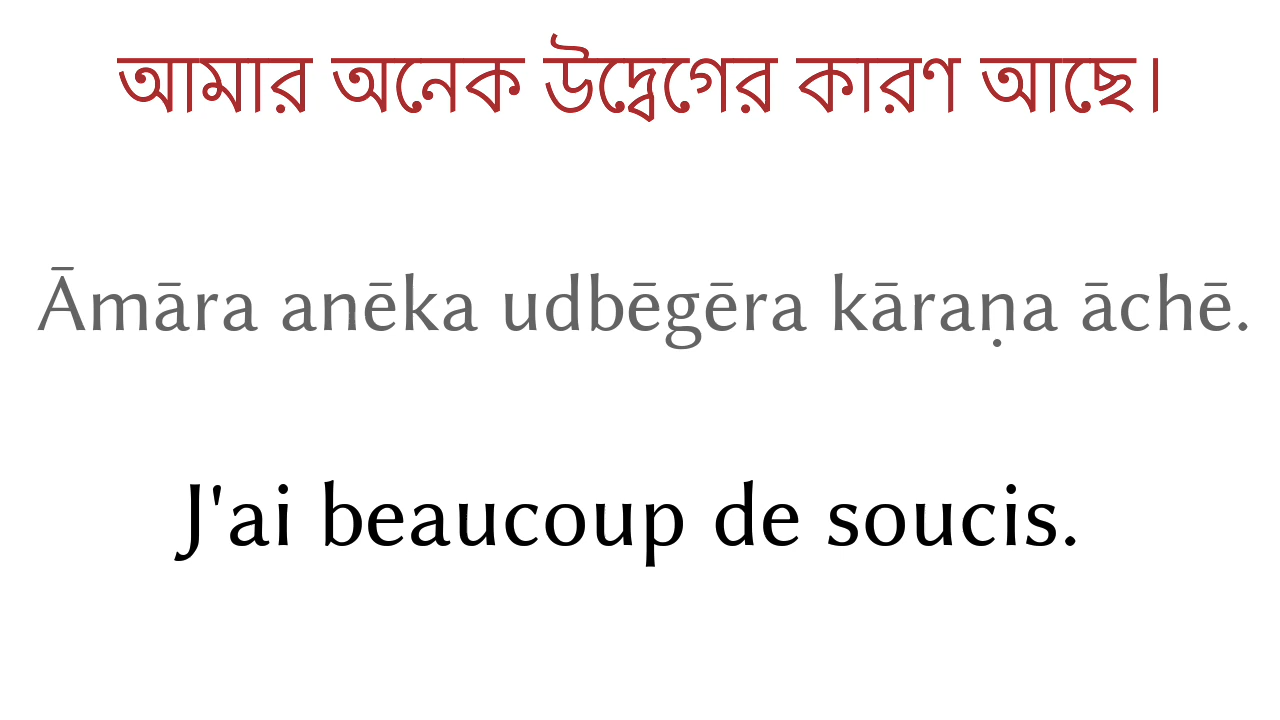 আমার অনেক উদ্বেগের কারণ আছে।
Āmāra anēka udbēgēra kāraṇa āchē.
J'ai beaucoup de soucis.